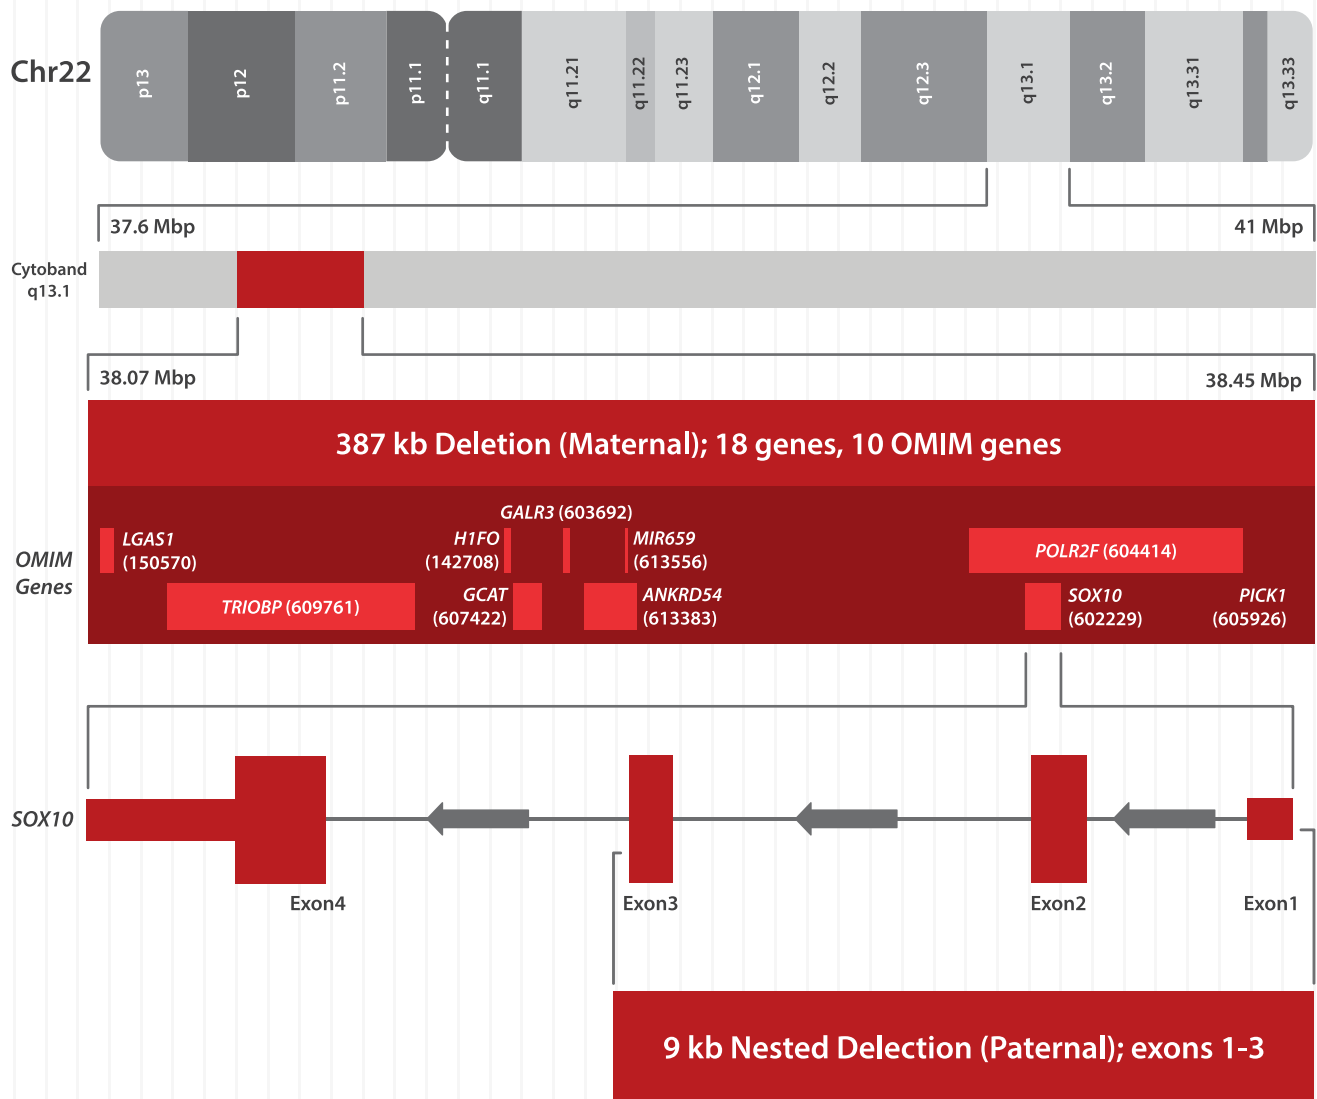 Chr22
p13
p12
p11.2
p11.1
q11.1
q11.21
q11.22
q11.23
q12.1
q12.2
q12.3
q13.1
q13.2
q13.31
q13.33
37.6 Mbp
41 Mbp
Cytoband
q13.1
38.07 Mbp
38.45 Mbp
387 kb Deletion (Maternal); 18 genes, 10 OMIM genes
OMIM
Genes
LGAS1
(150570)
TRIOBP (609761)
H1FO
(142708)
GCAT
(607422)
GALR3 (603692)
MIR659
(613556)
ANKRD54
(613383)
POLR2F (604414)
SOX10
(602229)
PICK1
(605926)
SOX10
Exon4
Exon3
Exon2
Exon1
9 kb Nested Delection (Paternal); exons 1-3